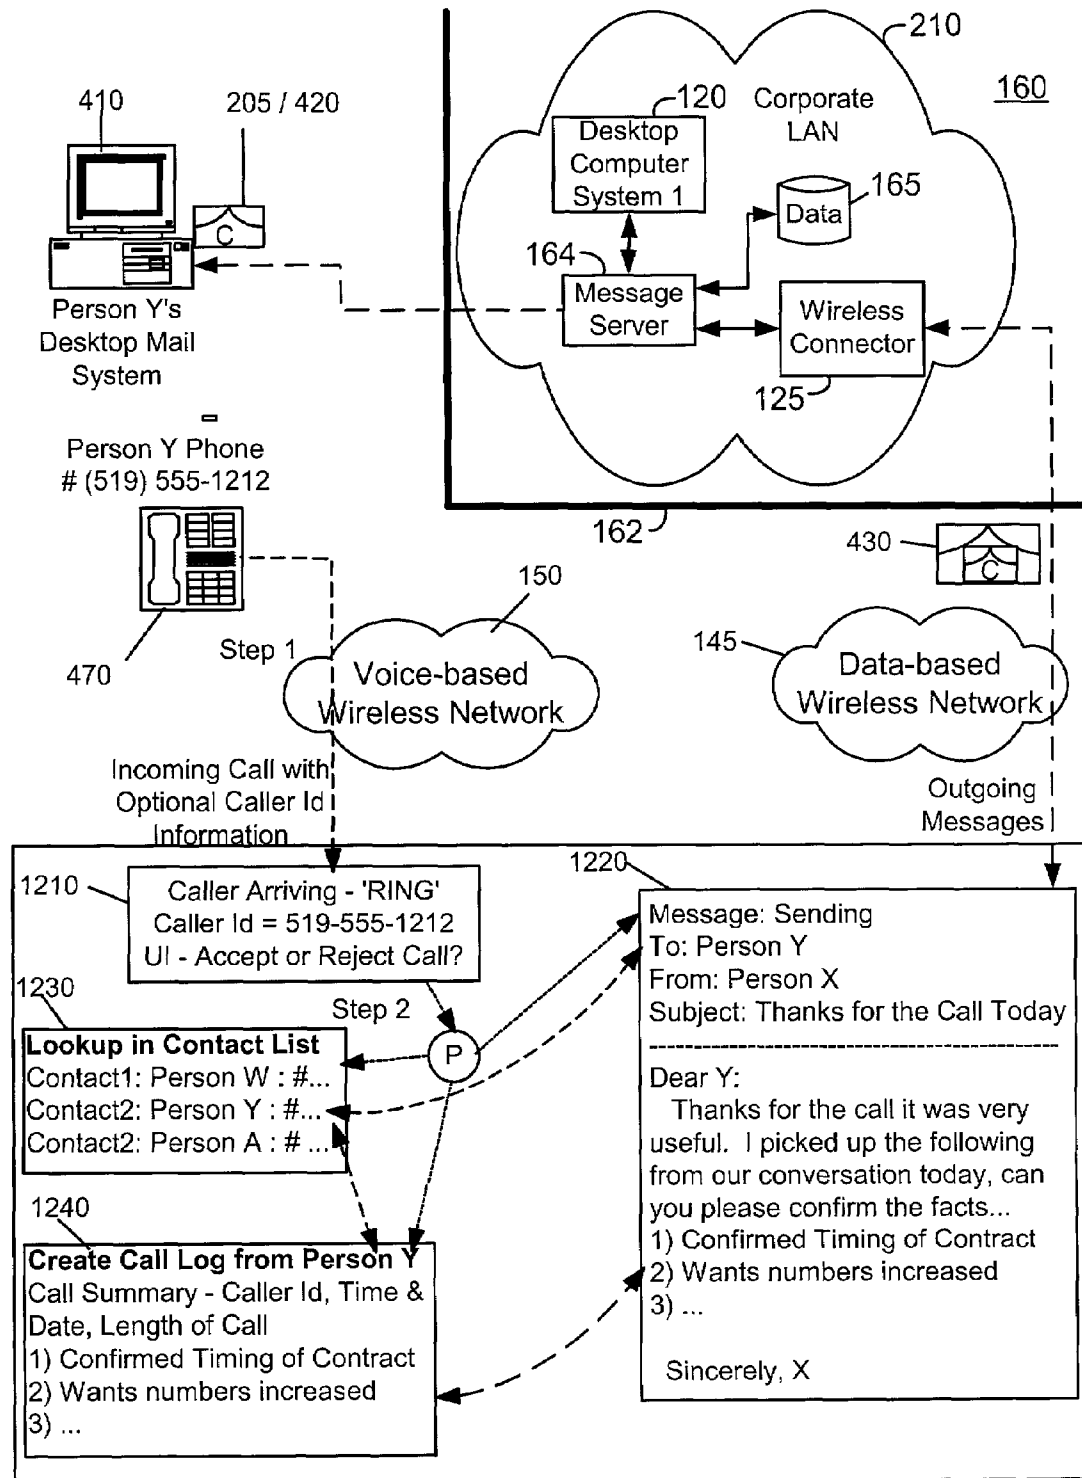 210
160
410
205 / 420
120
Corporate
LAN
Desktop
Computer
System 1
165
Data
C
164
Message
Server
Wireless
Connector
125
Person Y's
Desktop Mail
System
Person Y Phone
# (519) 555-1212
162
430
C
150
470
Step 1
Voice-based
Wireless Network
145
Data-based
Wireless Network
Incoming Call with
Optional Caller Id
Information
Outgoing
Messages
1210
Caller Arriving - 'RING'
Caller Id = 519-555-1212
UI - Accept or Reject Call?
1220
Message: Sending
To: Person Y
From: Person X
Subject: Thanks for the Call Today
Dear Y:
Thanks for the call it was very
useful. I picked up the following
from our conversation today, can
you please confirm the facts...
1) Confirmed Timing of Contract
2) Wants numbers increased
3) ...
Sincerely, X
Step 2
P
1230
Lookup in Contact List
Contact1: Person W : #...
Contact2: Person Y : #...
Contact2: Person A : # ...
1240
Create Call Log from Person Y
Call Summary - Caller Id, Time &
Date, Length of Call
1) Confirmed Timing of Contract
2) Wants numbers increased
3) ...